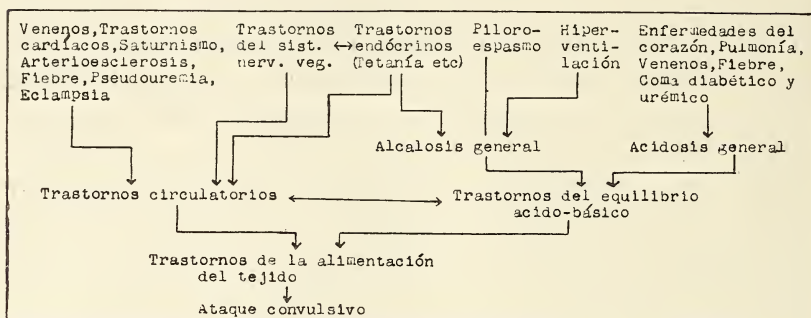 Venenos,Trastornos
cardíacos,Saturnismo,
Arterioesclerosis,
Fiebre,Pseudouremia,
Eclampsia
Trastornos
del sist.
nerv. veg.
Trastornos
endócrinos
(Tetanía etc)
Piloro-
espasmo
Hiper-
venti-
lación
Enfermedades del
corazón,Pulmonía,
Venenos,Fiebre,
Coma diabético y
urémico
Alcalosis general
Acidosis general
Trastornos circulatorios
Trastornos del equilibrio
acido-básico
Trastornos de la alimentación
del tejido
Ataque convulsivo